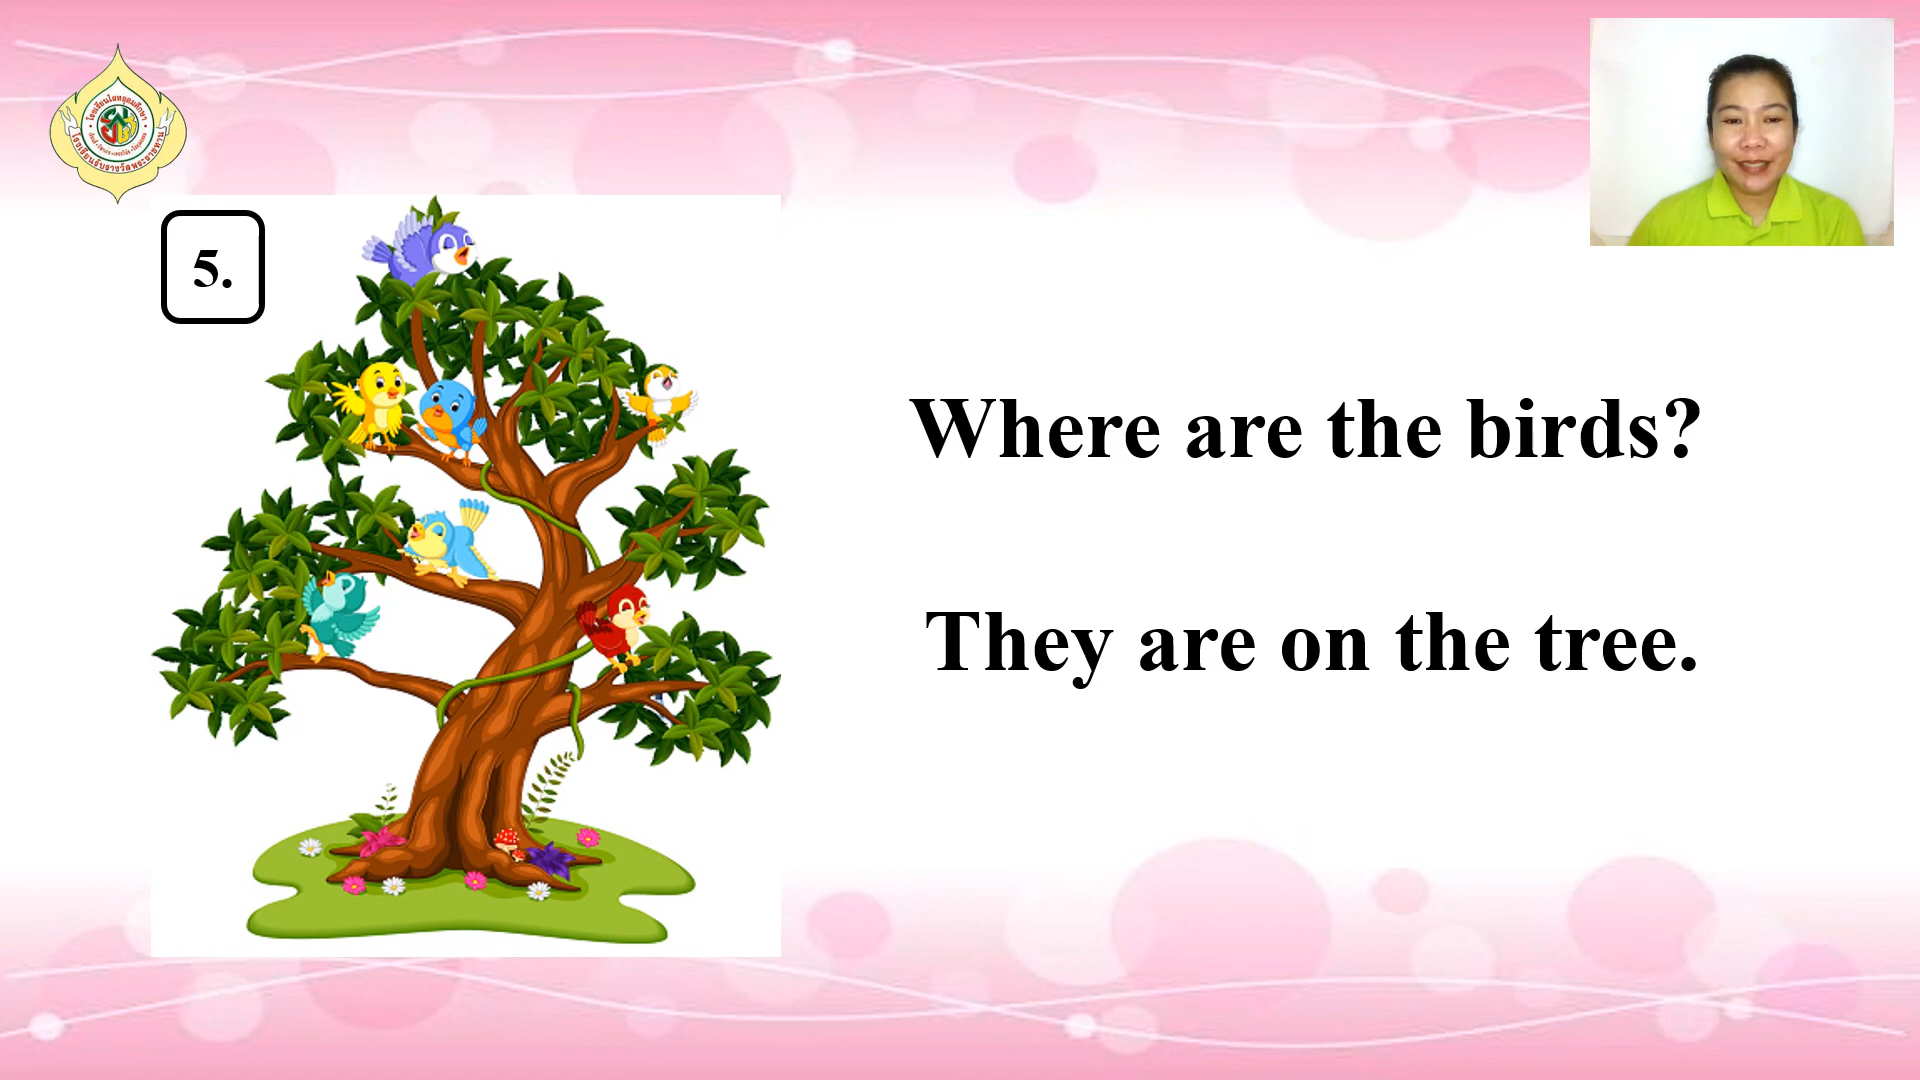 5.
Where are the birds?
They are on the tree.